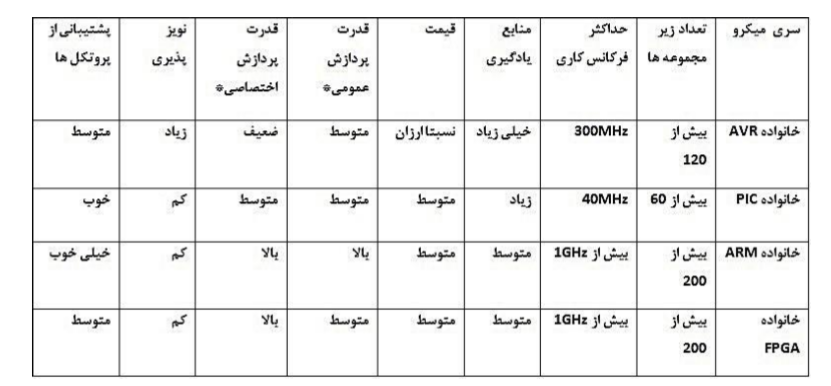 سری میکرو
تعداد زیر
مجموعه ها
حداکثر
فرکانس کاری
منابع
یادگیری
قیمت
قدرت
پردازش
عمومی*
قدرت
پردازش
اختصاصی*
نویز
پذیری
پشتیبانی از
پروتکل ها
خانواده AVR
بیش از
120
300MHz
خیلی زیاد
نسبتا ارزان
متوسط
ضعیف
زیاد
متوسط
خانواده PIC
بیش از 60
40MHz
زیاد
متوسط
متوسط
متوسط
کم
خوب
خانواده ARM
بیش از
200
بیش از 1GHz
متوسط
متوسط
بالا
بالا
کم
خیلی خوب
خانواده
FPGA
بیش از
200
بیش از 1GHz
متوسط
متوسط
متوسط
بالا
کم
متوسط